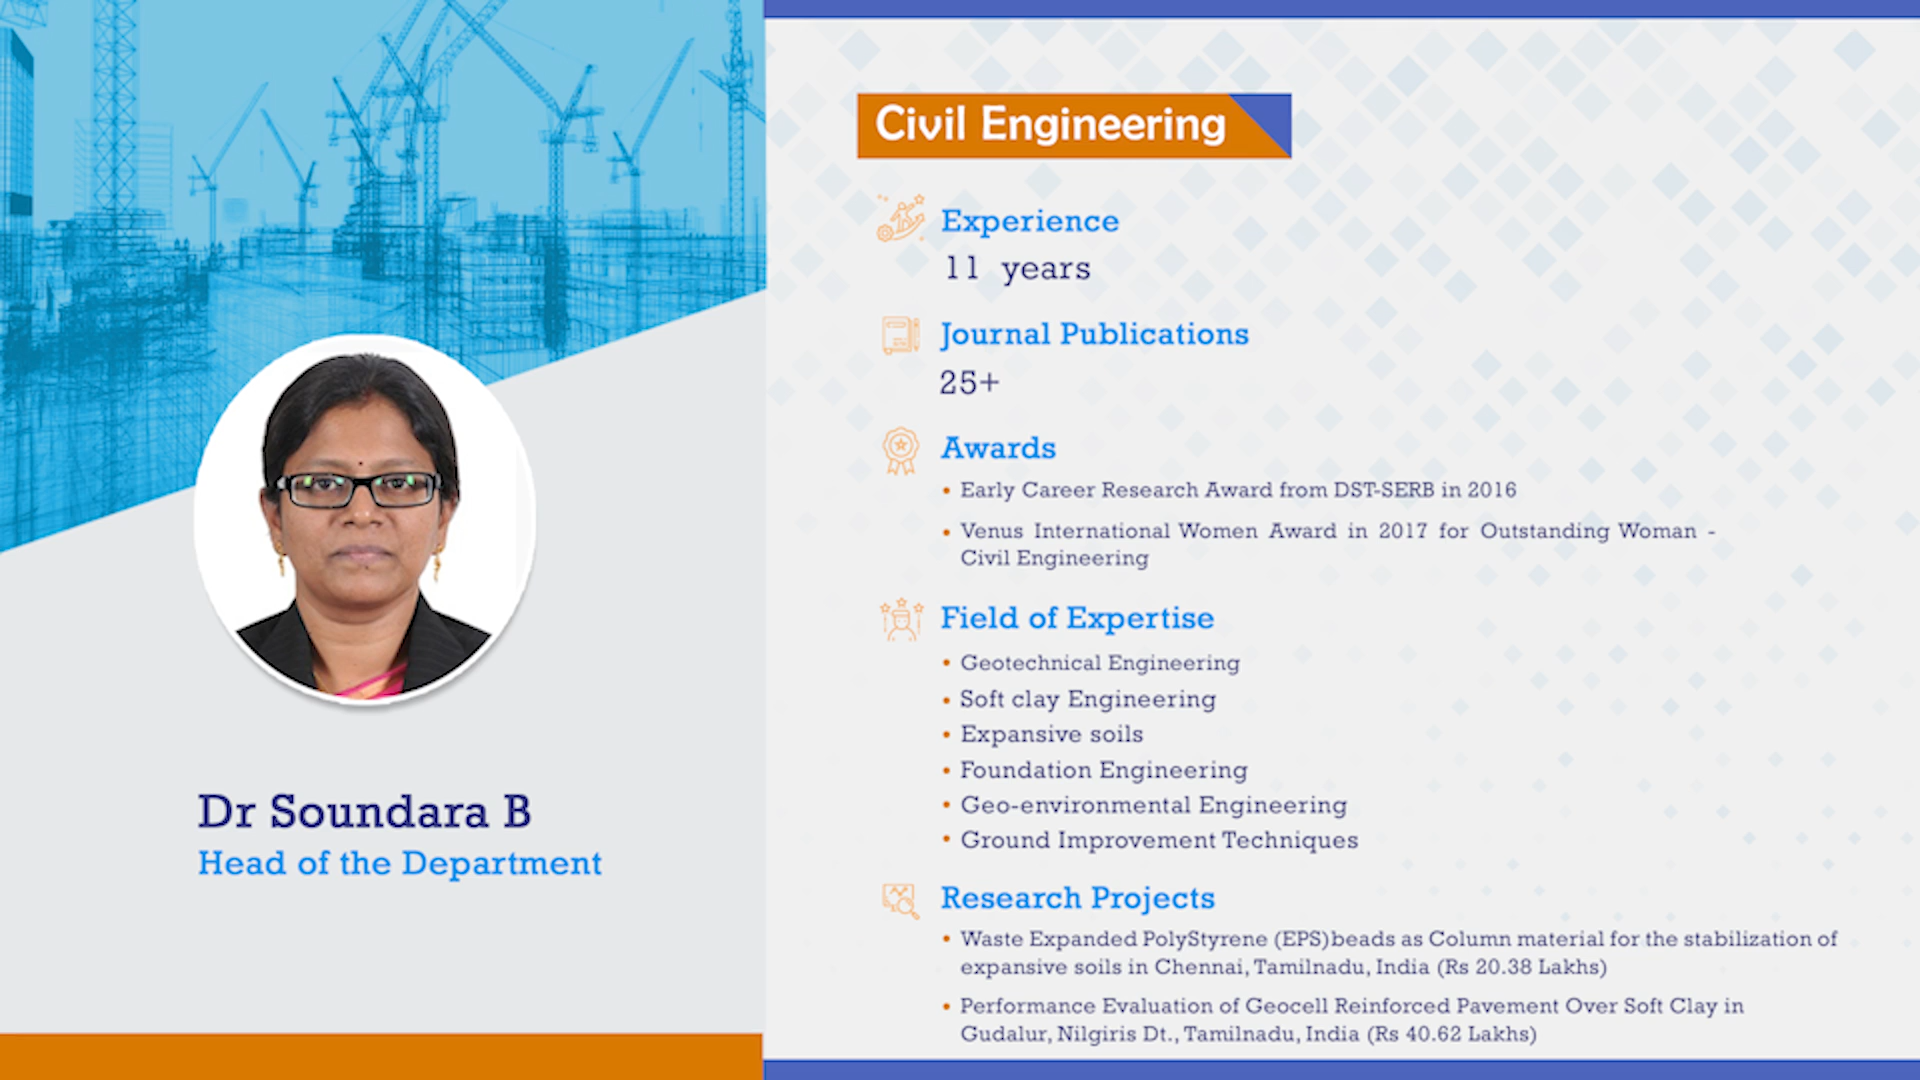 Civil Engineering
Experience
11 years
Journal Publications
25+
Awards
• Early Career Research Award from DST-SERB in 2016
• Venus International Women Award in 2017 for Outstanding Woman -
Civil Engineering
Field of Expertise
• Geotechnical Engineering
• Soft clay Engineering
• Expansive soils
• Foundation Engineering
• Geo-environmental Engineering
• Ground Improvement Techniques
Research Projects
• Waste Expanded PolyStyrene (EPS)beads as Column material for the stabilization of
expansive soils in Chennai, Tamilnadu, India (Rs 20.38 Lakhs)
• Performance Evaluation of Geocell Reinforced Pavement Over Soft Clay in
Gudalur, Nilgiris Dt., Tamilnadu, India (Rs 40.62 Lakhs)
Dr Soundara B
Head of the Department